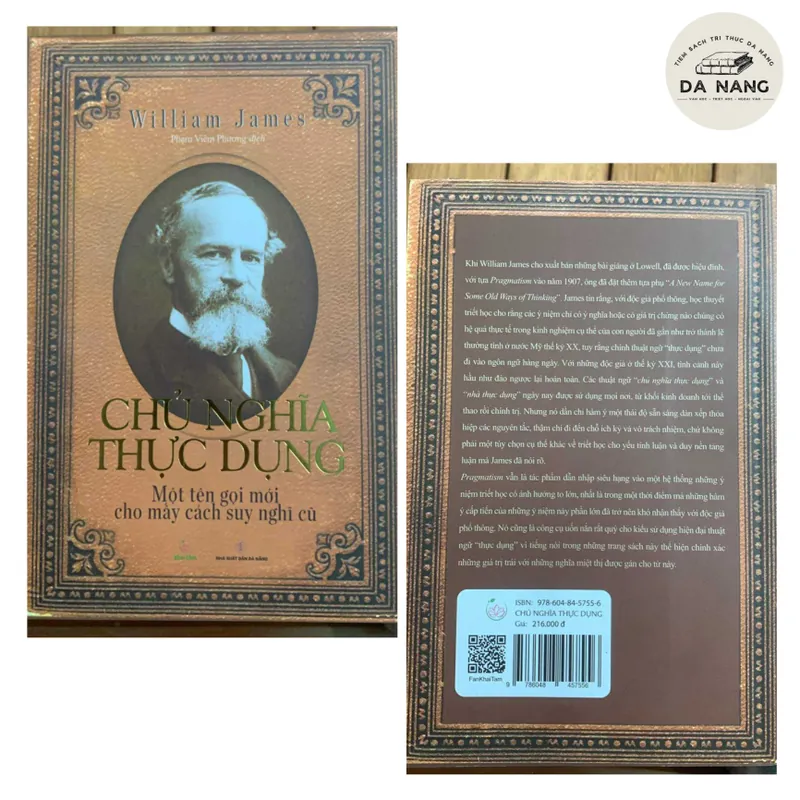 William James
Phạm Viêm Phương dịch
CHỦ NGHĨA
THỰC DỤNG
Một tên gọi mới
cho mấy cách suy nghĩ cũ
NHÀ XUẤT BẢN ĐÀ NẴNG
TIEM SACH TRI THUC DA NANG
DA NANG
Khi William James cho xuất bản những bài giảng ở Lowell, đã được hiệu đính,
với tựa Pragmatism vào năm 1907, ông đã đặt thêm tựa phụ "A New Name for
Some Old Ways of Thinking". James tin rằng, với độc giả phổ thông, học thuyết
triết học cho rằng các ý niệm chỉ có ý nghĩa hoặc có giá trị chừng nào chúng có
hệ quả thực tế trong kinh nghiệm cụ thể của con người đã gần như trở thành lẽ
thường tình ở nước Mỹ thế kỷ XX, tuy rằng chính thuật ngữ "thực dụng" chưa
đi vào ngôn ngữ hàng ngày. Với những độc giả ở thế kỷ XXI, tình cảnh này
hầu như đảo ngược lại hoàn toàn. Các thuật ngữ "chủ nghĩa thực dụng" và
"nhà thực dụng" ngày nay được sử dụng mọi nơi, từ khối kinh doanh tới thể
thao rồi chính trị. Nhưng nó dần chỉ hàm ý một thái độ sẵn sàng dàn xếp thỏa
hiệp các nguyên tắc, thậm chí đi đến chỗ ích kỷ và vô trách nhiệm, chứ không
phải một tùy chọn cụ thể khác về triết học cho yếu tính luận và duy nền tảng
luận mà James đã nói rõ.
Pragmatism vẫn là tác phẩm dẫn nhập siêu hạng vào một hệ thống những ý
niệm triết học có ảnh hưởng to lớn, nhất là trong một thời điểm mà những hàm
ý cấp tiến của những ý niệm này phần lớn đã trở nên khó nhận thấy với độc giả
phổ thông. Nó cũng là công cụ uốn nắn rất quý cho kiểu sử dụng hiện đại thuật
ngữ "thực dụng" vì tiếng nói trong những trang sách này thể hiện chính xác
những giá trị trái với những nghĩa một thị được gán cho từ này.
ISBN: 978-604-84-5755-6
CHỦ NGHĨA THỰC DỤNG
Giá: 216.000 đ
FanKhaiTam
9 786048 457556